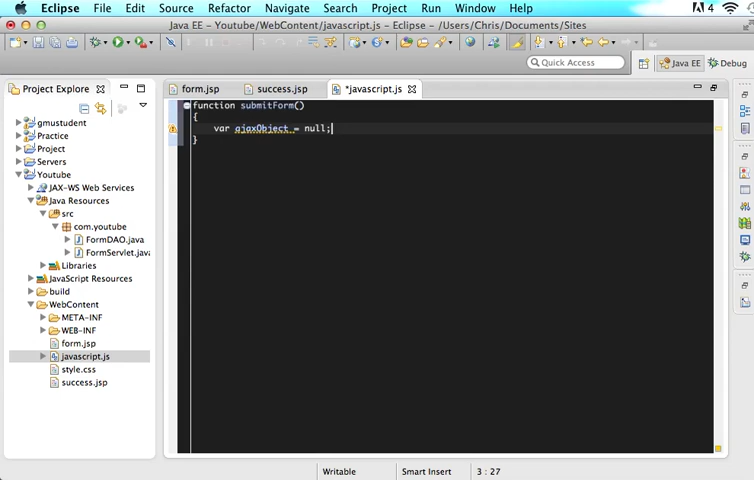 Eclipse File Edit Source Refactor Navigate Search Project Run Window Help 4
Java EE - Youtube/WebContent/javascript.js - Eclipse - /Users/Chris/Documents/Sites
Quick Access Java EE Debug
Project Explorer form.jsp success.jsp *javascript.js
gmustudent
Practice
Project
Servers
Youtube
JAX-WS Web Services
Java Resources
src
com.youtube
FormDAO.java
FormServlet.java
Libraries
JavaScript Resources
build
WebContent
META-INF
WEB-INF
form.jsp
javascript.js
style.css
success.jsp
function submitForm()
{
var ajaxObject = null;
}
Writable Smart Insert 3 : 27